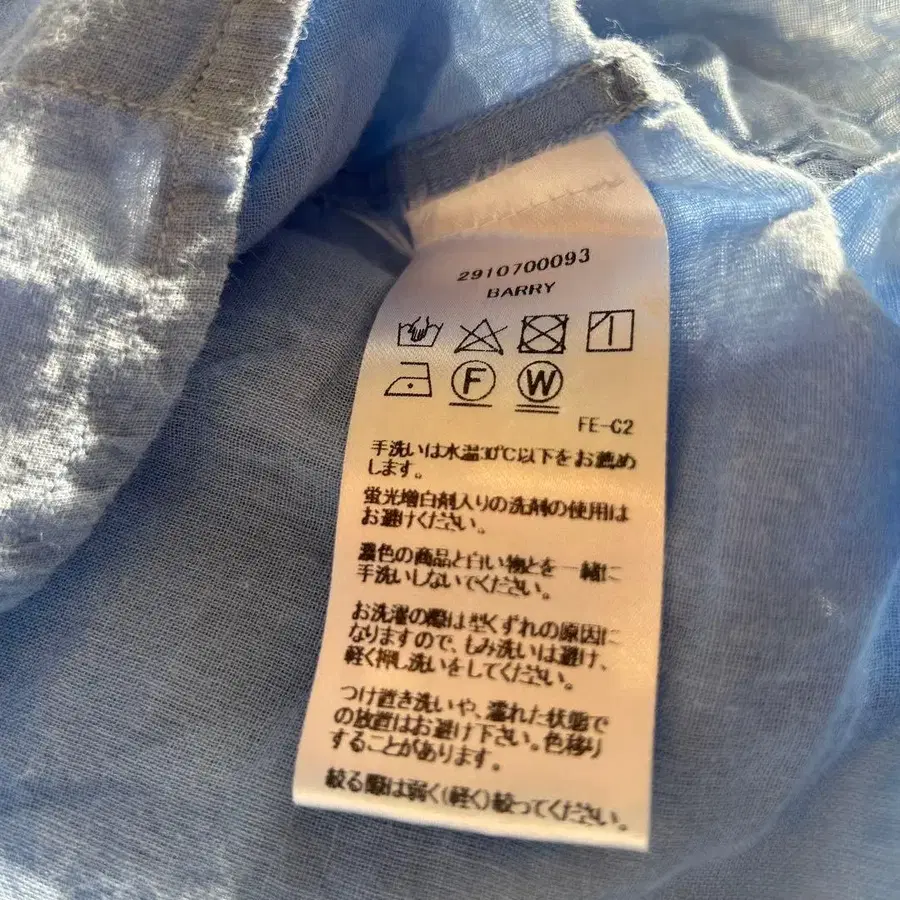 2910700093
BARRY
F W
FE-C2
手洗いは水温30℃以下をお薦め
します。
蛍光増白剤入りの洗剤の使用は
お避けください。
濃色の商品と白い物とを一緒に
手洗いしないでください。
お洗濯の際は型くずれの原因に
なりますので、もみ洗いは避け、
軽く押し洗いをしてください。
つけ置き洗いや、濡れた状態で
の放置はお避け下さい。色移り
することがあります。
絞る際は弱く(軽く)絞ってください。